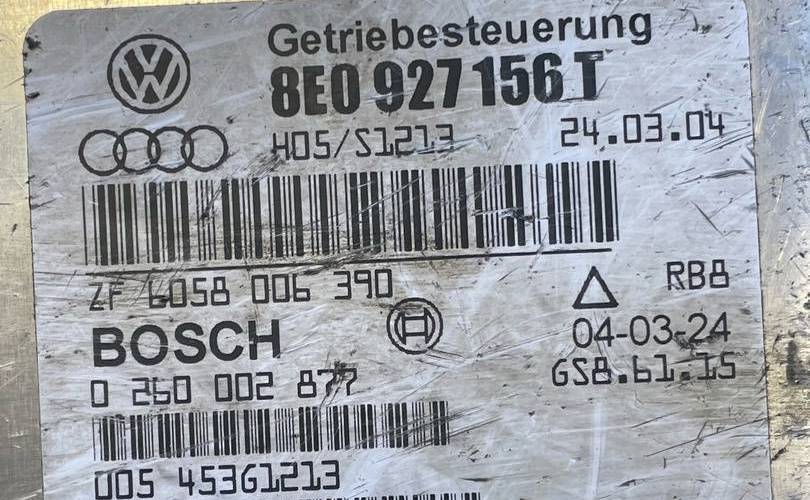 Getriebesteuerung
8E0 927 156 T
H05/S1213 24.03.04
ZF 6058 006 390
RB8
BOSCH
04-03-24
0 260 002 877
GS8.61.15
005 45361213